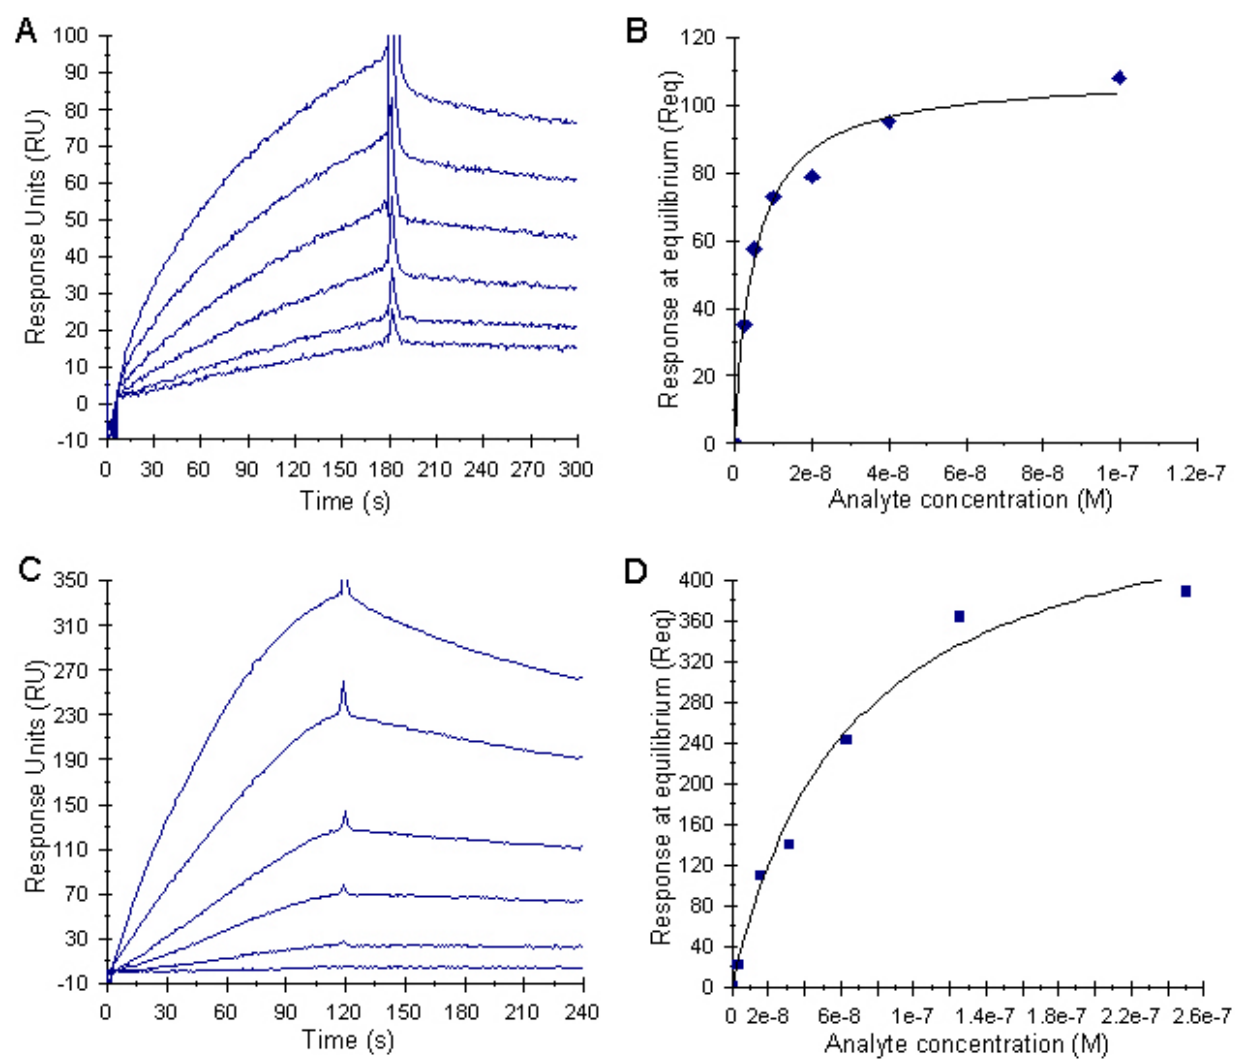 A
Response Units (RU)
100
90
80
70
60
50
40
30
20
10
0
-10
0 30 60 90 120 150 180 210 240 270 300
Time (s)
B
Response at equilibrium (Req)
120
100
80
60
40
20
0
0 2e-8 4e-8 6e-8 8e-8 1e-7 1.2e-7
Analyte concentration (M)
C
Response Units (RU)
350
310
270
230
190
150
110
70
30
-10
0 30 60 90 120 150 180 210 240
Time (s)
D
Response at equilibrium (Req)
400
360
320
280
240
200
160
120
80
40
0
0 2e-8 6e-8 1e-7 1.4e-7 1.8e-7 2.2e-7 2.6e-7
Analyte concentration (M)